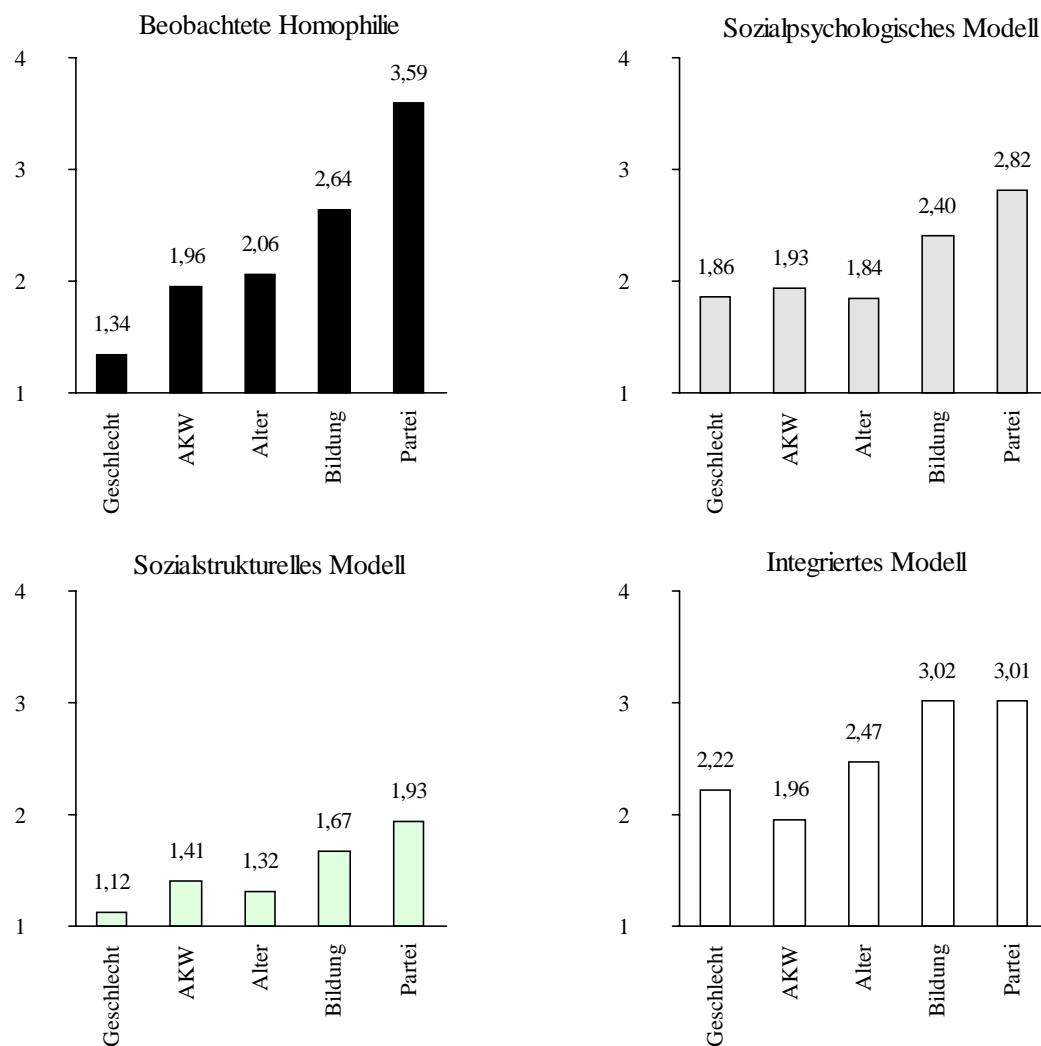 Beobachtete Homophilie
4
3
2
1
1,34
1,96
2,06
2,64
3,59
Geschlecht
AKW
Alter
Bildung
Partei
Sozialpsychologisches Modell
4
3
2
1
1,86
1,93
1,84
2,40
2,82
Geschlecht
AKW
Alter
Bildung
Partei
Sozialstrukturelles Modell
4
3
2
1
1,12
1,41
1,32
1,67
1,93
Geschlecht
AKW
Alter
Bildung
Partei
Integriertes Modell
4
3
2
1
2,22
1,96
2,47
3,02
3,01
Geschlecht
AKW
Alter
Bildung
Partei